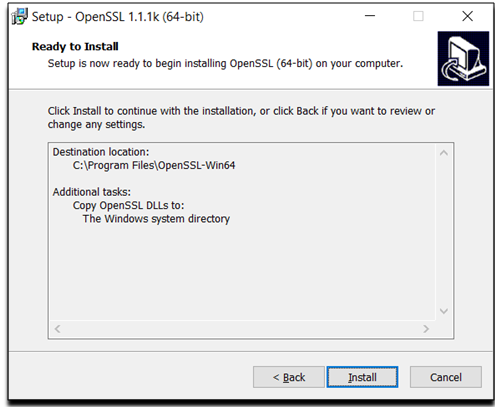 Setup - OpenSSL 1.1.1k (64-bit)
Ready to Install
Setup is now ready to begin installing OpenSSL (64-bit) on your computer.
Click Install to continue with the installation, or click Back if you want to review or
change any settings.
Destination location:
C:\Program Files\OpenSSL-Win64
Additional tasks:
Copy OpenSSL DLLs to:
The Windows system directory
< Back
Install
Cancel